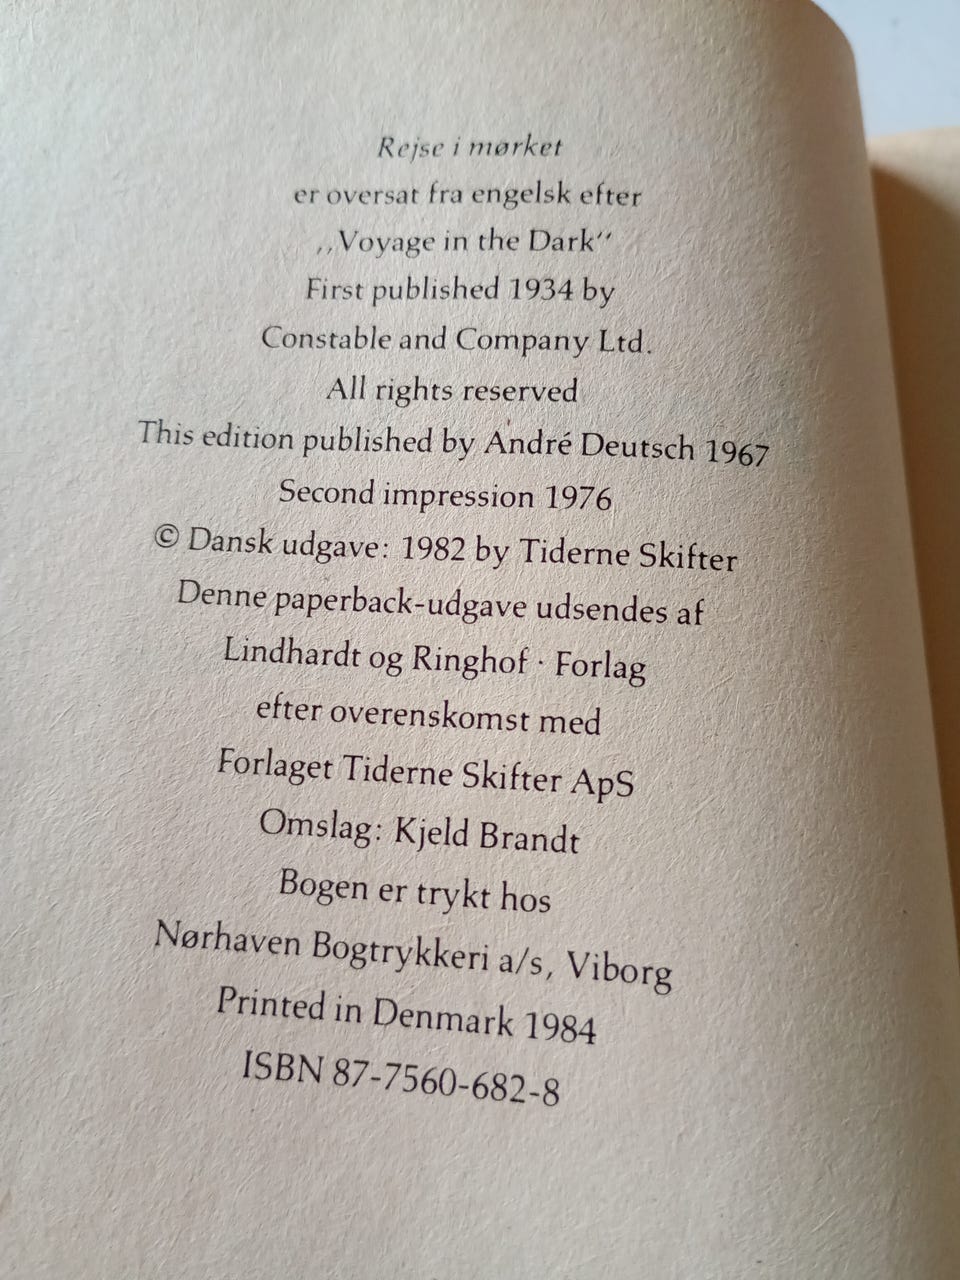 Rejse i mørket
er oversat fra engelsk efter
,,Voyage in the Dark″
First published 1934 by
Constable and Company Ltd.
All rights reserved
This edition published by André Deutsch 1967
Second impression 1976
© Dansk udgave: 1982 by Tiderne Skifter
Denne paperback-udgave udsendes af
Lindhardt og Ringhof · Forlag
efter overenskomst med
Forlaget Tiderne Skifter ApS
Omslag: Kjeld Brandt
Bogen er trykt hos
Nørhaven Bogtrykkeri a/s, Viborg
Printed in Denmark 1984
ISBN 87-7560-682-8